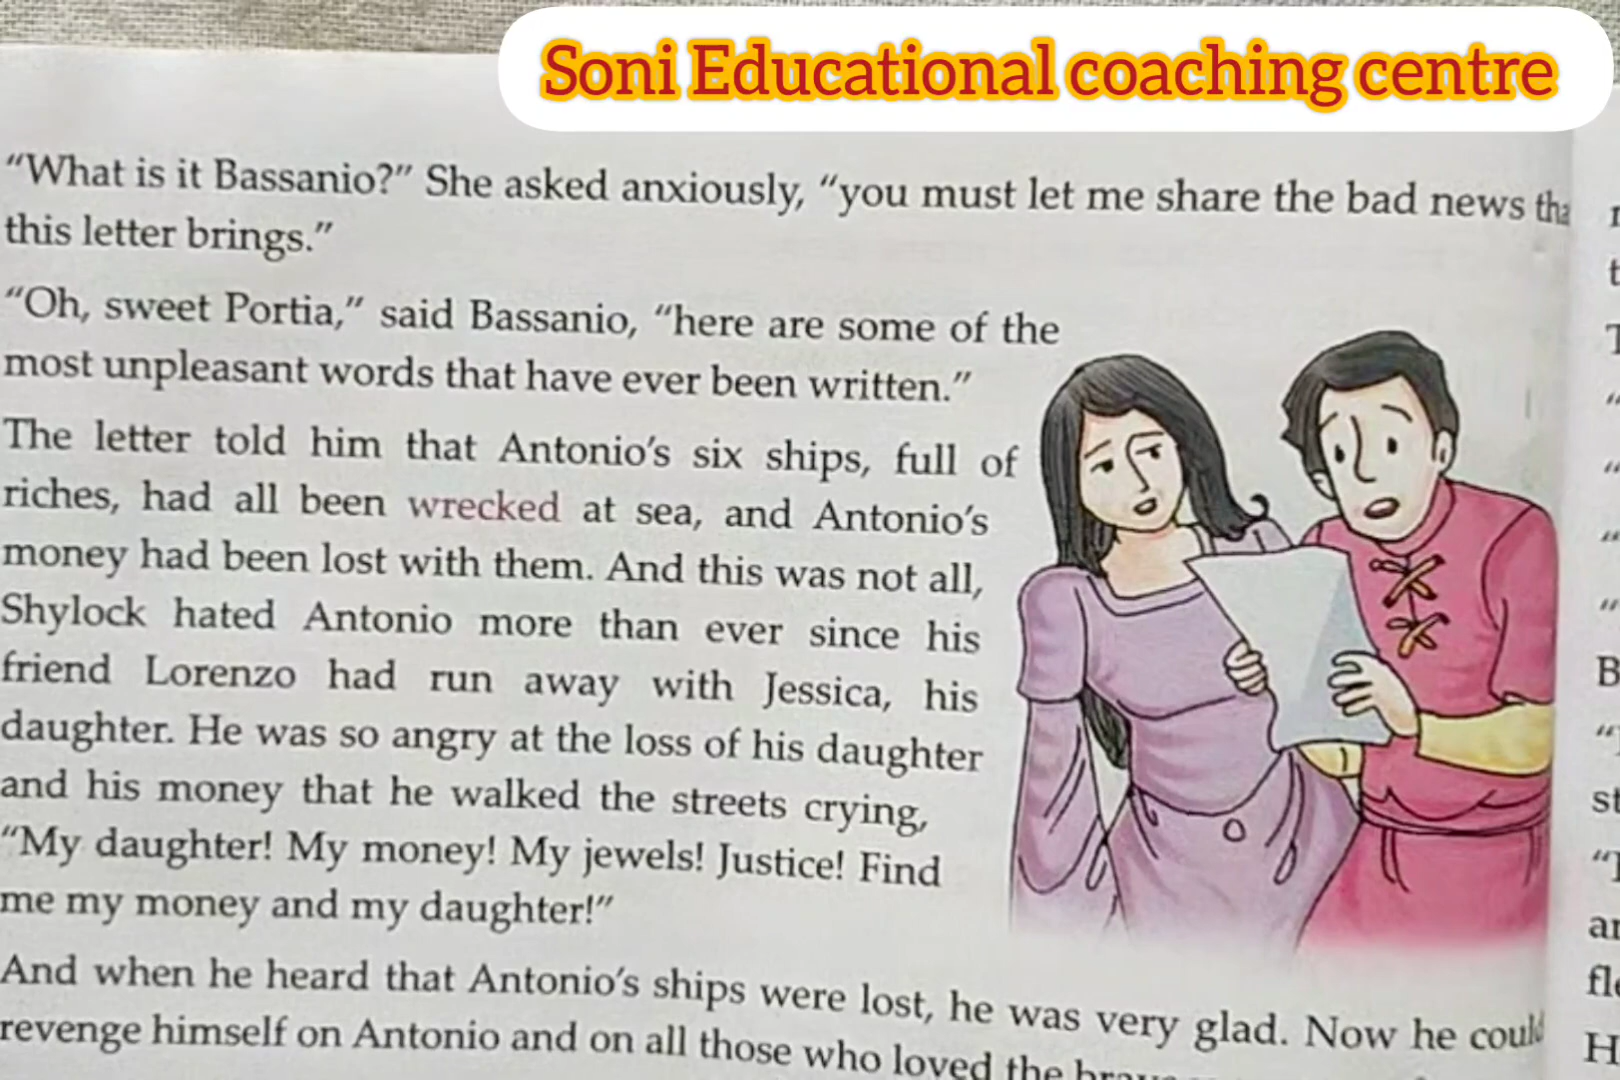 Soni Educational coaching centre
“What is it Bassanio?” She asked anxiously, “you must let me share the bad news tha
this letter brings.”
“Oh, sweet Portia,” said Bassanio, “here are some of the
most unpleasant words that have ever been written.”
The letter told him that Antonio’s six ships, full of
riches, had all been wrecked at sea, and Antonio’s
money had been lost with them. And this was not all,
Shylock hated Antonio more than ever since his
friend Lorenzo had run away with Jessica, his
daughter. He was so angry at the loss of his daughter
and his money that he walked the streets crying,
“My daughter! My money! My jewels! Justice! Find
me my money and my daughter!”
And when he heard that Antonio’s ships were lost, he was very glad. Now he could
revenge himself on Antonio and on all those who loved the